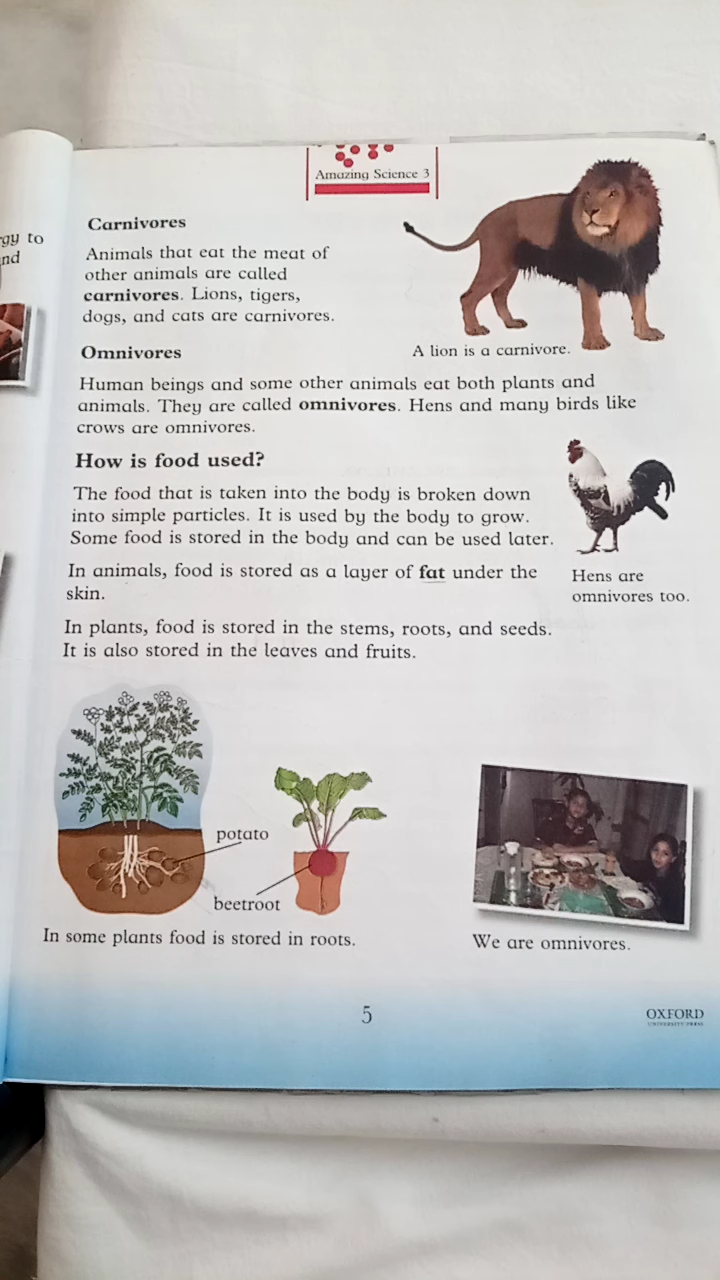 Amazing Science 3
gy to
nd
Carnivores
Animals that eat the meat of
other animals are called
carnivores. Lions, tigers,
dogs, and cats are carnivores.
A lion is a carnivore.
Omnivores
Human beings and some other animals eat both plants and
animals. They are called omnivores. Hens and many birds like
crows are omnivores.
How is food used?
The food that is taken into the body is broken down
into simple particles. It is used by the body to grow.
Some food is stored in the body and can be used later.
In animals, food is stored as a layer of fat under the
skin.
Hens are
omnivores too.
In plants, food is stored in the stems, roots, and seeds.
It is also stored in the leaves and fruits.
potato
beetroot
In some plants food is stored in roots.
We are omnivores.
5
OXFORD
UNIVERSITY PRESS